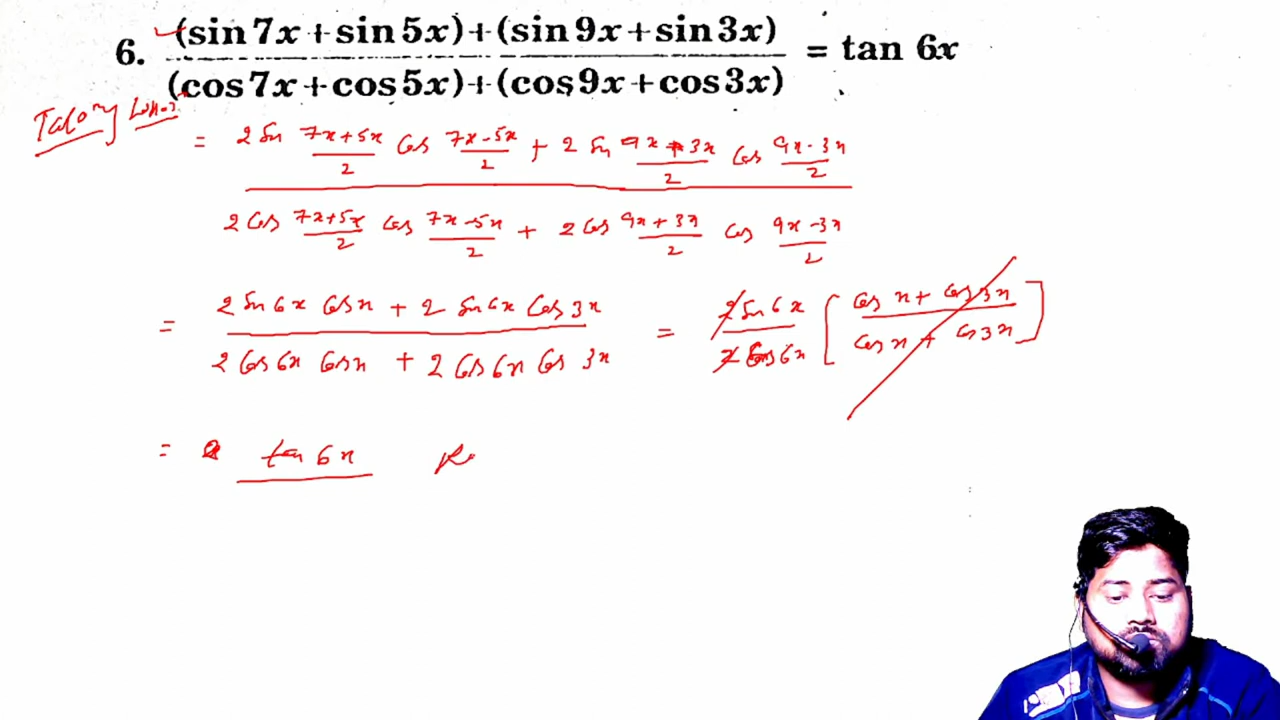 6. (sin 7x + sin 5x) + (sin 9x + sin 3x) / (cos 7x + cos 5x) + (cos 9x + cos 3x) = tan 6x
Taking L.H.S
= 2 Sin 7x+5x/2 Cos 7x-5x/2 + 2 Sin 9x+3x/2 Cos 9x-3x/2
2 Cos 7x+5x/2 Cos 7x-5x/2 + 2 Cos 9x+3x/2 Cos 9x-3x/2
= 2 Sin 6x Cos x + 2 Sin 6x Cos 3x / 2 Cos 6x Cos x + 2 Cos 6x Cos 3x = 2 Sin 6x / 2 Cos 6x [ Cos x + Cos 3x / Cos x + Cos 3x ]
= tan 6x